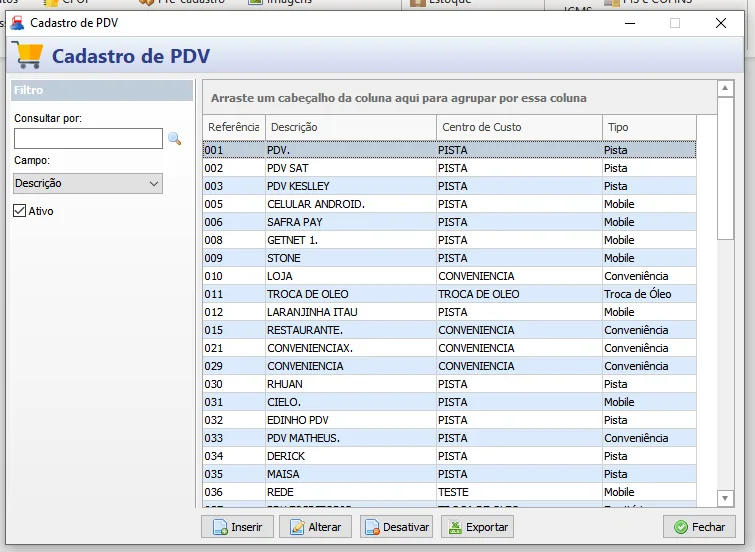 CFOP
Imagens
Estoque
PIS e COFINS
ICMS
Cadastro de PDV
Cadastro de PDV
Filtro
Consultar por:
Campo:
Descrição
Ativo
Arraste um cabeçalho da coluna aqui para agrupar por essa coluna
Referência Descrição Centro de Custo Tipo
001 PDV. PISTA Pista
002 PDV SAT PISTA Pista
003 PDV KESLLEY PISTA Pista
005 CELULAR ANDROID. PISTA Mobile
006 SAFRA PAY PISTA Mobile
008 GETNET 1. PISTA Mobile
009 STONE PISTA Mobile
010 LOJA CONVENIENCIA Conveniência
011 TROCA DE OLEO TROCA DE OLEO Troca de Óleo
012 LARANJINHA ITAU PISTA Mobile
015 RESTAURANTE. CONVENIENCIA Conveniência
021 CONVENIENCIAX. CONVENIENCIA Conveniência
029 CONVENIENCIA CONVENIENCIA Conveniência
030 RHUAN PISTA Pista
031 CIELO. PISTA Mobile
032 EDINHO PDV PISTA Pista
033 PDV MATHEUS. PISTA Conveniência
034 DERICK PISTA Pista
035 MAISA PISTA Pista
036 REDE TESTE Mobile
Inserir Alterar Desativar Exportar Fechar